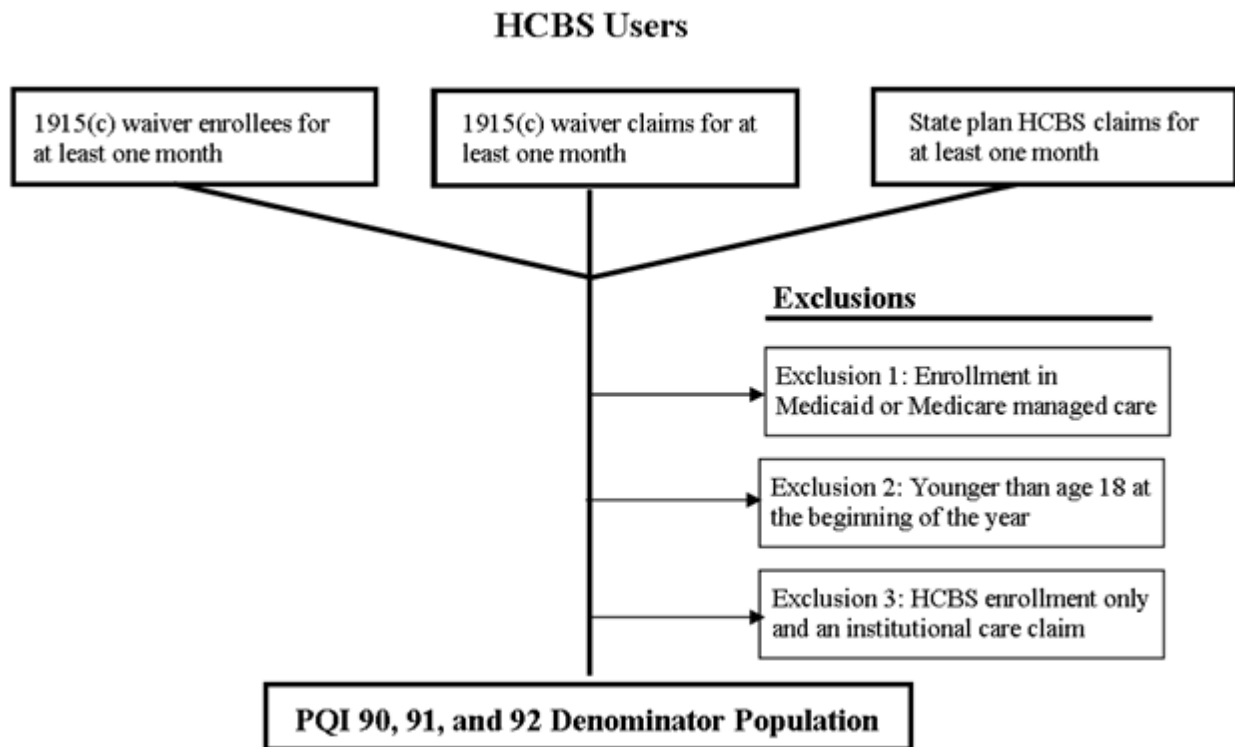 HCBS Users
1915(c) waiver enrollees for
at least one month
1915(c) waiver claims for at
least one month
State plan HCBS claims for
at least one month
Exclusions
Exclusion 1: Enrollment in
Medicaid or Medicare managed care
Exclusion 2: Younger than age 18 at
the beginning of the year
Exclusion 3: HCBS enrollment only
and an institutional care claim
PQI 90, 91, and 92 Denominator Population